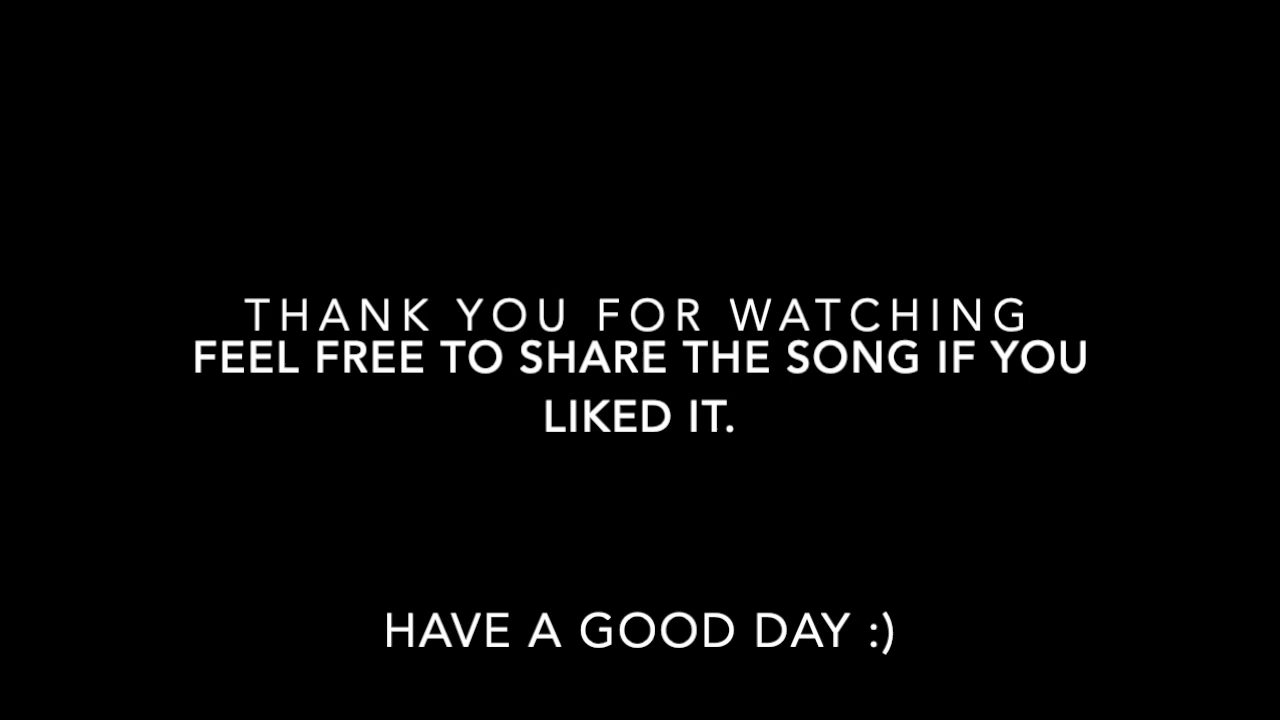 THANK YOU FOR WATCHING
FEEL FREE TO SHARE THE SONG IF YOU
LIKED IT.
HAVE A GOOD DAY :)